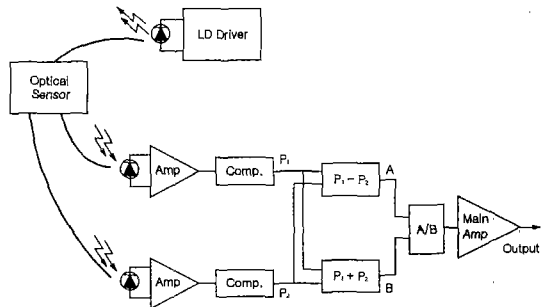 LD Driver
Optical
Sensor
Amp
Comp.
P₁
P₁ − P₂
A
A/B
Main
Amp
Output
Amp
Comp.
P₂
P₁ + P₂
B